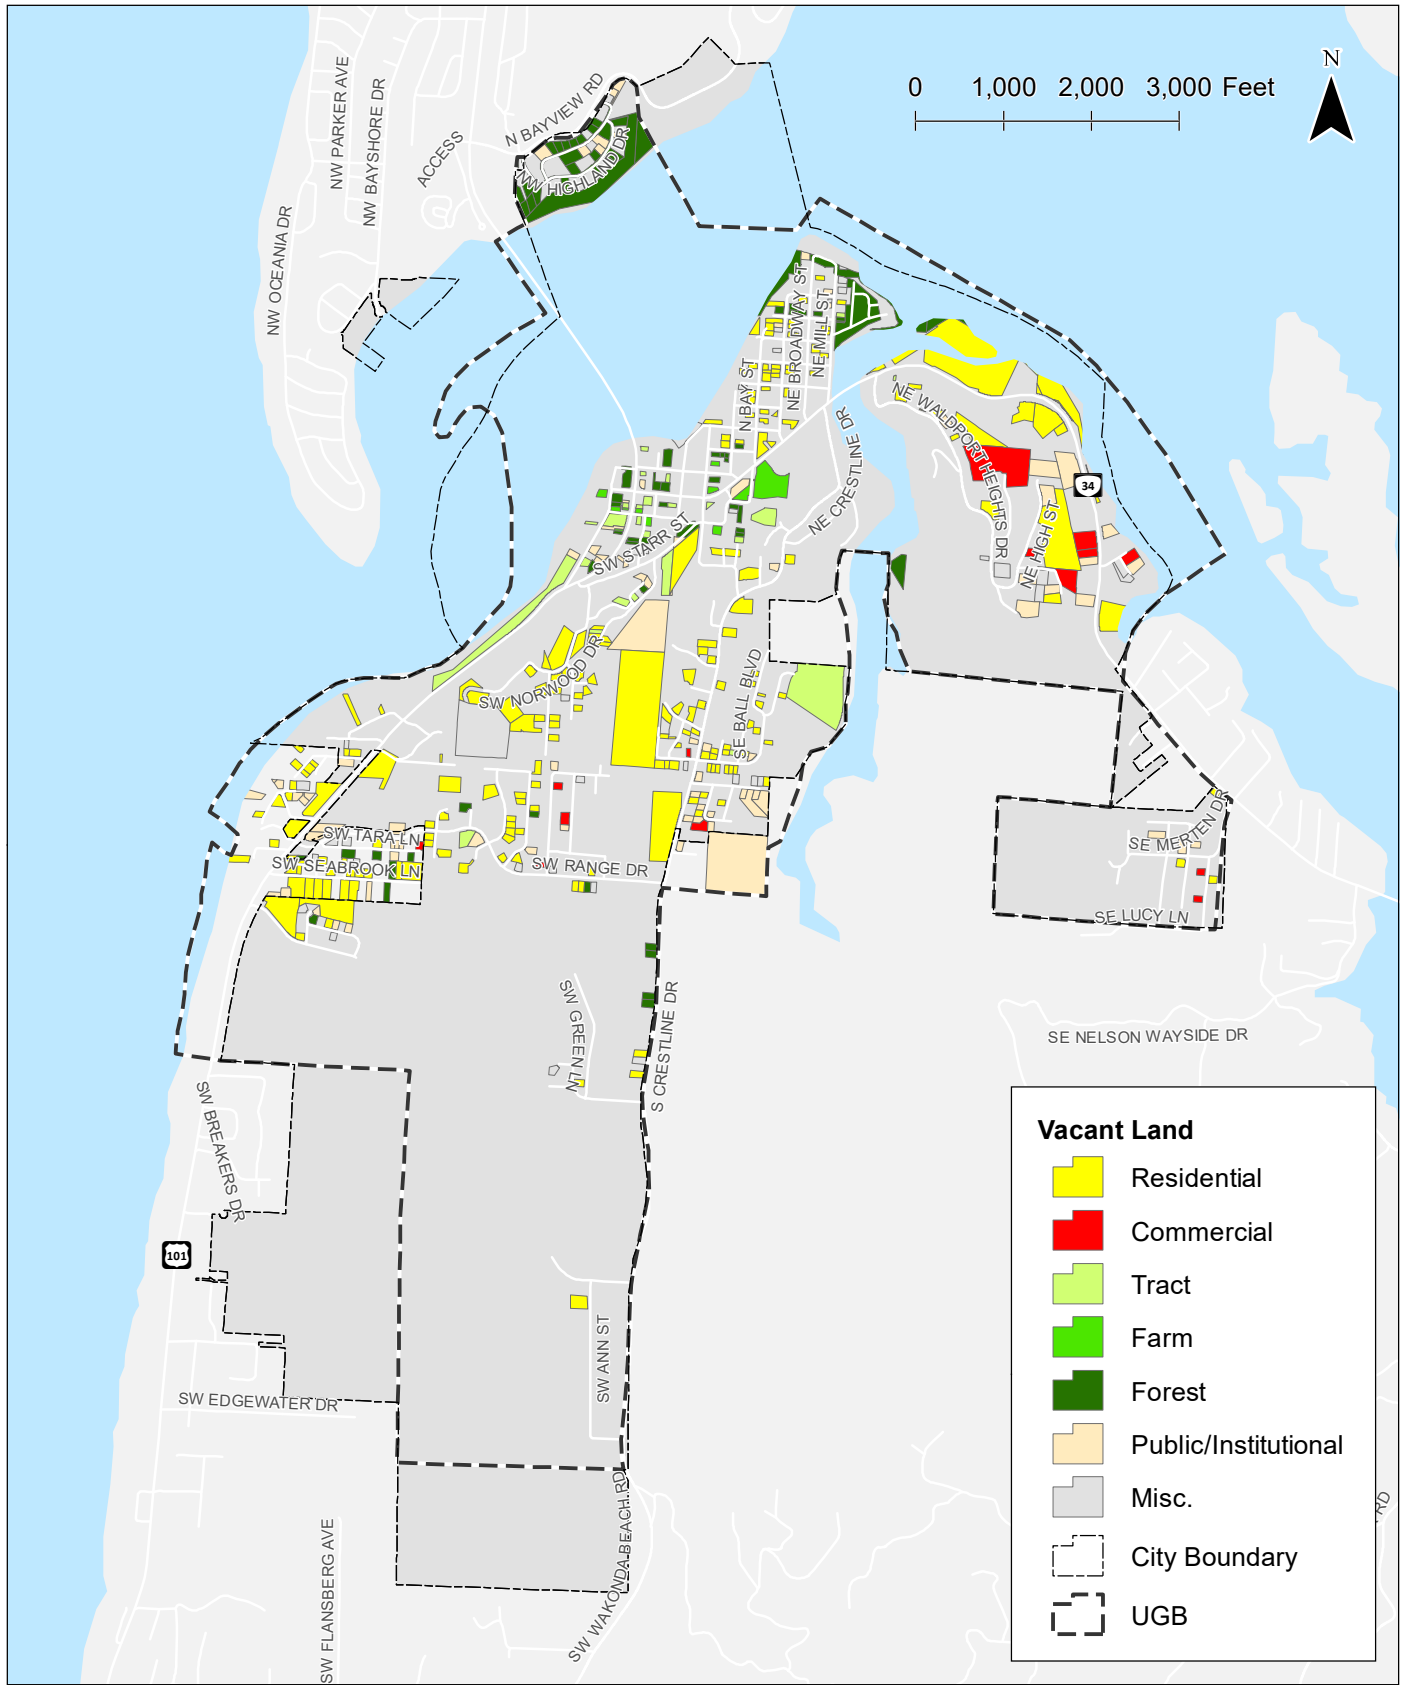 N
0 1,000 2,000 3,000 Feet
NW PARKER AVE
NW BAYSHORE DR
ACCESS
N BAYVIEW RD
NW HIGHLAND DR
NW OCEANIA DR
NE BROADWAY ST
NE MILL ST
N BAY ST
NE WALDPORT HEIGHTS DR
NE CRESTLINE DR
34
NE HIGH ST
SW STARR ST
SW NORWOOD DR
SE BALL BLVD
SW TARA LN
SW SEABROOK LN
SW RANGE DR
SE MERTEN DR
SE LUCY LN
SW GREEN LN
S CRESTLINE DR
SE NELSON WAYSIDE DR
SW BREAKERS DR
101
SW ANN ST
SW EDGEWATER DR
SW WAKONDA BEACH RD
SW FLANSBERG AVE
RD
Vacant Land
Residential
Commercial
Tract
Farm
Forest
Public/Institutional
Misc.
City Boundary
UGB